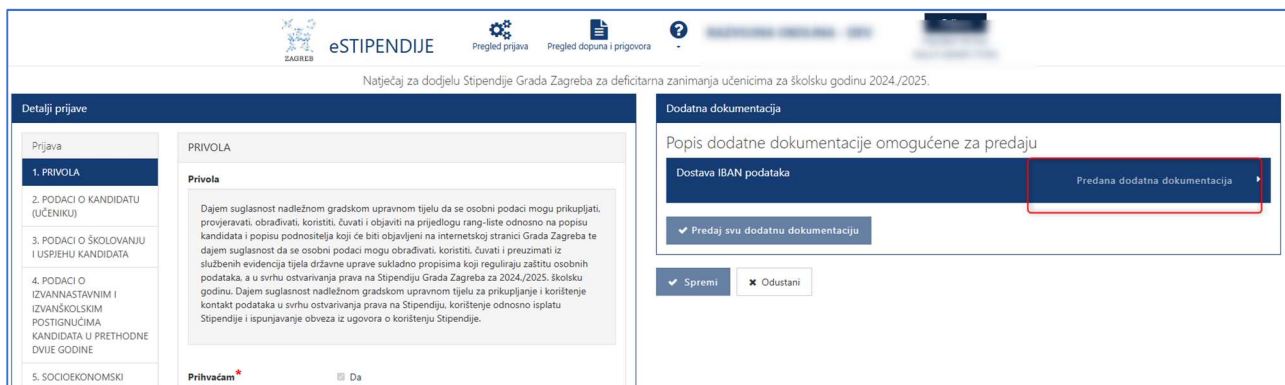 ZAGREB
eSTIPENDIJE
Pregled prijava
Pregled dopuna i prigovora
?
Natječaj za dodjelu Stipendije Grada Zagreba za deficitarna zanimanja učenicima za školsku godinu 2024./2025.
Detalji prijave
Prijava
1. PRIVOLA
2. PODACI O KANDIDATU
(UČENIKU)
3. PODACI O ŠKOLOVANJU
I USPJEHU KANDIDATA
4. PODACI O
IZVANNASTAVNIM I
IZVANŠKOLSKIM
POSTIGNUĆIMA
KANDIDATA U PRETHODNE
DVIJE GODINE
5. SOCIOEKONOMSKI
PRIVOLA
Privola
Dajem suglasnost nadležnom gradskom upravnom tijelu da se osobni podaci mogu prikupljati,
provjeravati, obrađivati, koristiti, čuvati i objaviti na prijedlogu rang-liste odnosno na popisu
kandidata i popisu podnositelja koji će biti objavljeni na internetskoj stranici Grada Zagreba te
dajem suglasnost da se osobni podaci mogu obrađivati, koristiti, čuvati i preuzimati iz
službenih evidencija tijela državne uprave sukladno propisima koji reguliraju zaštitu osobnih
podataka, a u svrhu ostvarivanja prava na Stipendiju Grada Zagreba za 2024./2025. školsku
godinu. Dajem suglasnost nadležnom gradskom upravnom tijelu za prikupljanje i korištenje
kontakt podataka u svrhu ostvarivanja prava na Stipendiju, korištenje odnosno isplatu
Stipendije i ispunjavanje obveza iz ugovora o korištenju Stipendije.
Prihvaćam*
Da
Dodatna dokumentacija
Popis dodatne dokumentacije omogućene za predaju
Dostava IBAN podataka
Predana dodatna dokumentacija
Predaj svu dodatnu dokumentaciju
Spremi
Odustani